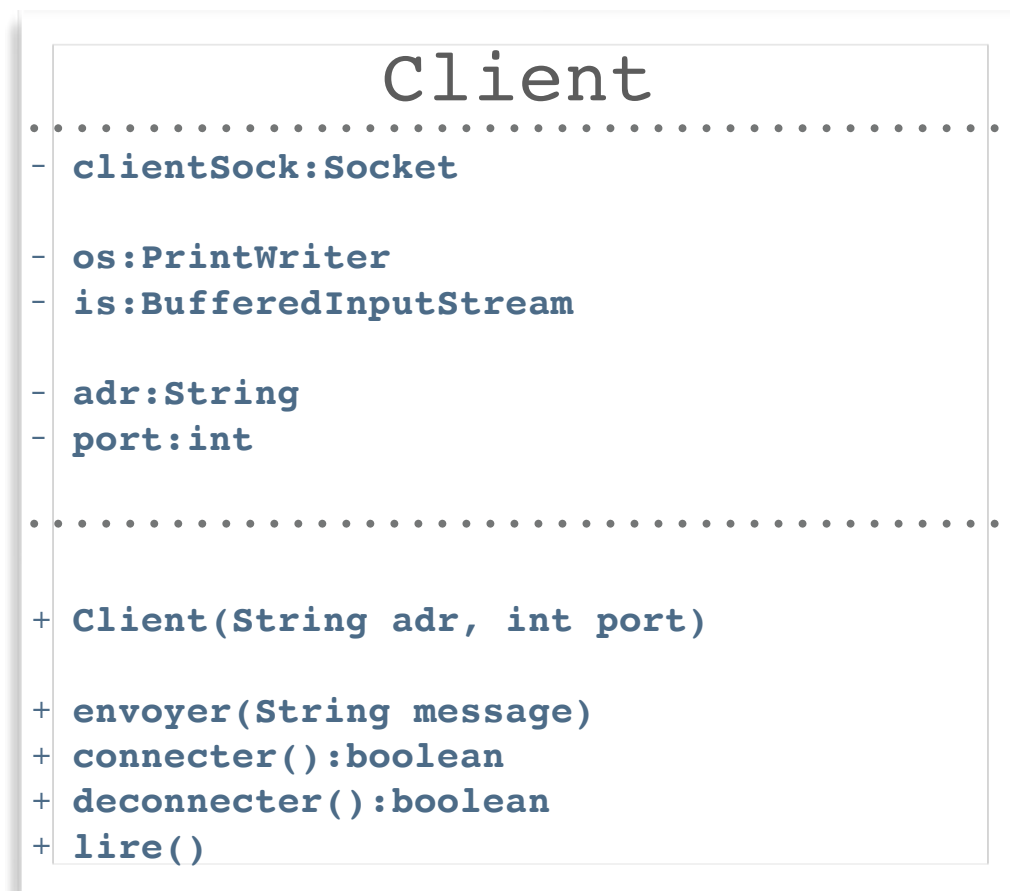 Client
- clientSock:Socket
- os:PrintWriter
- is:BufferedInputStream
- adr:String
- port:int
+ Client(String adr, int port)
+ envoyer(String message)
+ connecter():boolean
+ deconnecter():boolean
+ lire()